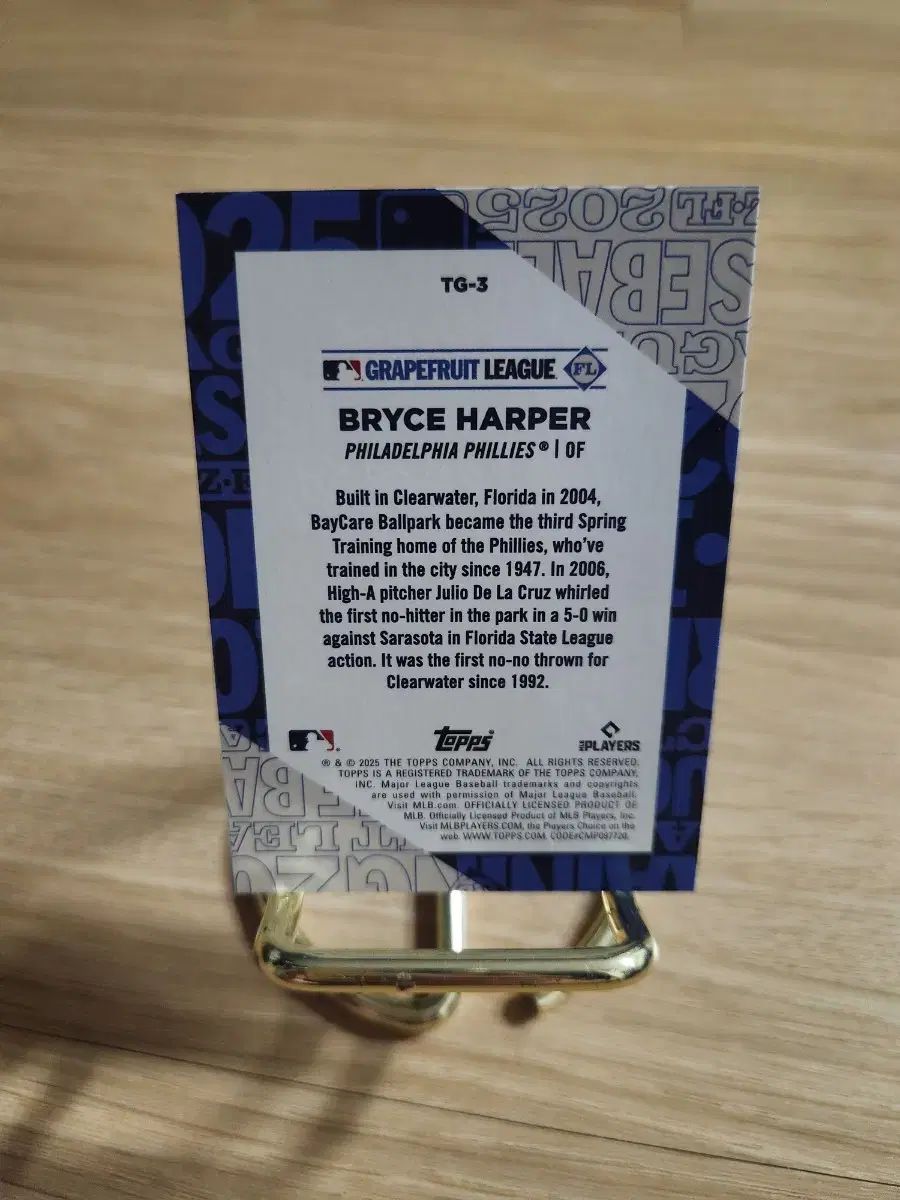 TG-3
GRAPEFRUIT LEAGUE FL
BRYCE HARPER
PHILADELPHIA PHILLIES® | OF
Built in Clearwater, Florida in 2004,
BayCare Ballpark became the third Spring
Training home of the Phillies, who've
trained in the city since 1947. In 2006,
High-A pitcher Julio De La Cruz whirled
the first no-hitter in the park in a 5-0 win
against Sarasota in Florida State League
action. It was the first no-no thrown for
Clearwater since 1992.
topps
PLAYERS
® & © 2025 THE TOPPS COMPANY, INC. ALL RIGHTS RESERVED.
TOPPS IS A REGISTERED TRADEMARK OF THE TOPPS COMPANY,
INC. Major League Baseball trademarks and copyrights
are used with permission of Major League Baseball.
Visit MLB.com. OFFICIALLY LICENSED PRODUCT OF
MLB. Officially Licensed Product of MLB Players, Inc.
Visit MLBPLAYERS.COM, the Players Choice on the
web. WWW.TOPPS.COM. CODE#CMP097720